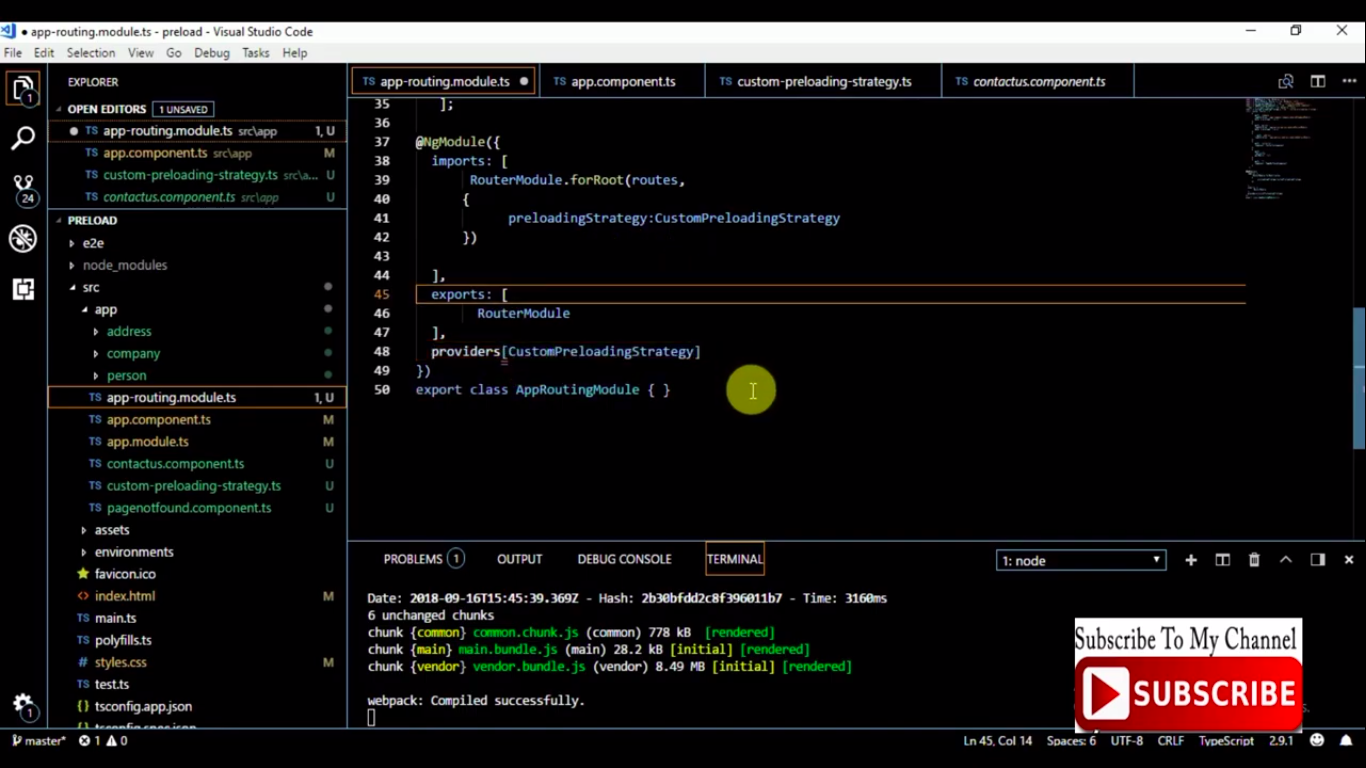 app-routing.module.ts - preload - Visual Studio Code
File Edit Selection View Go Debug Tasks Help
EXPLORER
OPEN EDITORS 1 UNSAVED
TS app-routing.module.ts src\app 1, U
TS app.component.ts src\app M
TS custom-preloading-strategy.ts src\a... U
TS contactus.component.ts src\app U
PRELOAD
e2e
node_modules
src
app
address
company
person
TS app-routing.module.ts 1, U
TS app.component.ts M
TS app.module.ts M
TS contactus.component.ts U
TS custom-preloading-strategy.ts U
TS pagenotfound.component.ts U
assets
environments
favicon.ico
<> index.html M
TS main.ts
TS polyfills.ts
# styles.css M
TS test.ts
{} tsconfig.app.json
{} tsconfig.spec.json
1
24
1
TS app-routing.module.ts TS app.component.ts TS custom-preloading-strategy.ts TS contactus.component.ts
35 ];
36
37 @NgModule({
38 imports: [
39 RouterModule.forRoot(routes,
40 {
41 preloadingStrategy:CustomPreloadingStrategy
42 })
43
44 ],
45 exports: [
46 RouterModule
47 ],
48 providers[CustomPreloadingStrategy]
49 })
50 export class AppRoutingModule { }
PROBLEMS 1 OUTPUT DEBUG CONSOLE TERMINAL 1: node
Date: 2018-09-16T15:45:39.369Z - Hash: 2b30bfdd2c8f396011b7 - Time: 3160ms
6 unchanged chunks
chunk {common} common.chunk.js (common) 778 kB [rendered]
chunk {main} main.bundle.js (main) 28.2 kB [initial] [rendered]
chunk {vendor} vendor.bundle.js (vendor) 8.49 MB [initial] [rendered]
webpack: Compiled successfully.
Subscribe To My Channel
SUBSCRIBE
master* 1 0 Ln 45, Col 14 Spaces: 6 UTF-8 CRLF TypeScript 2.9.1